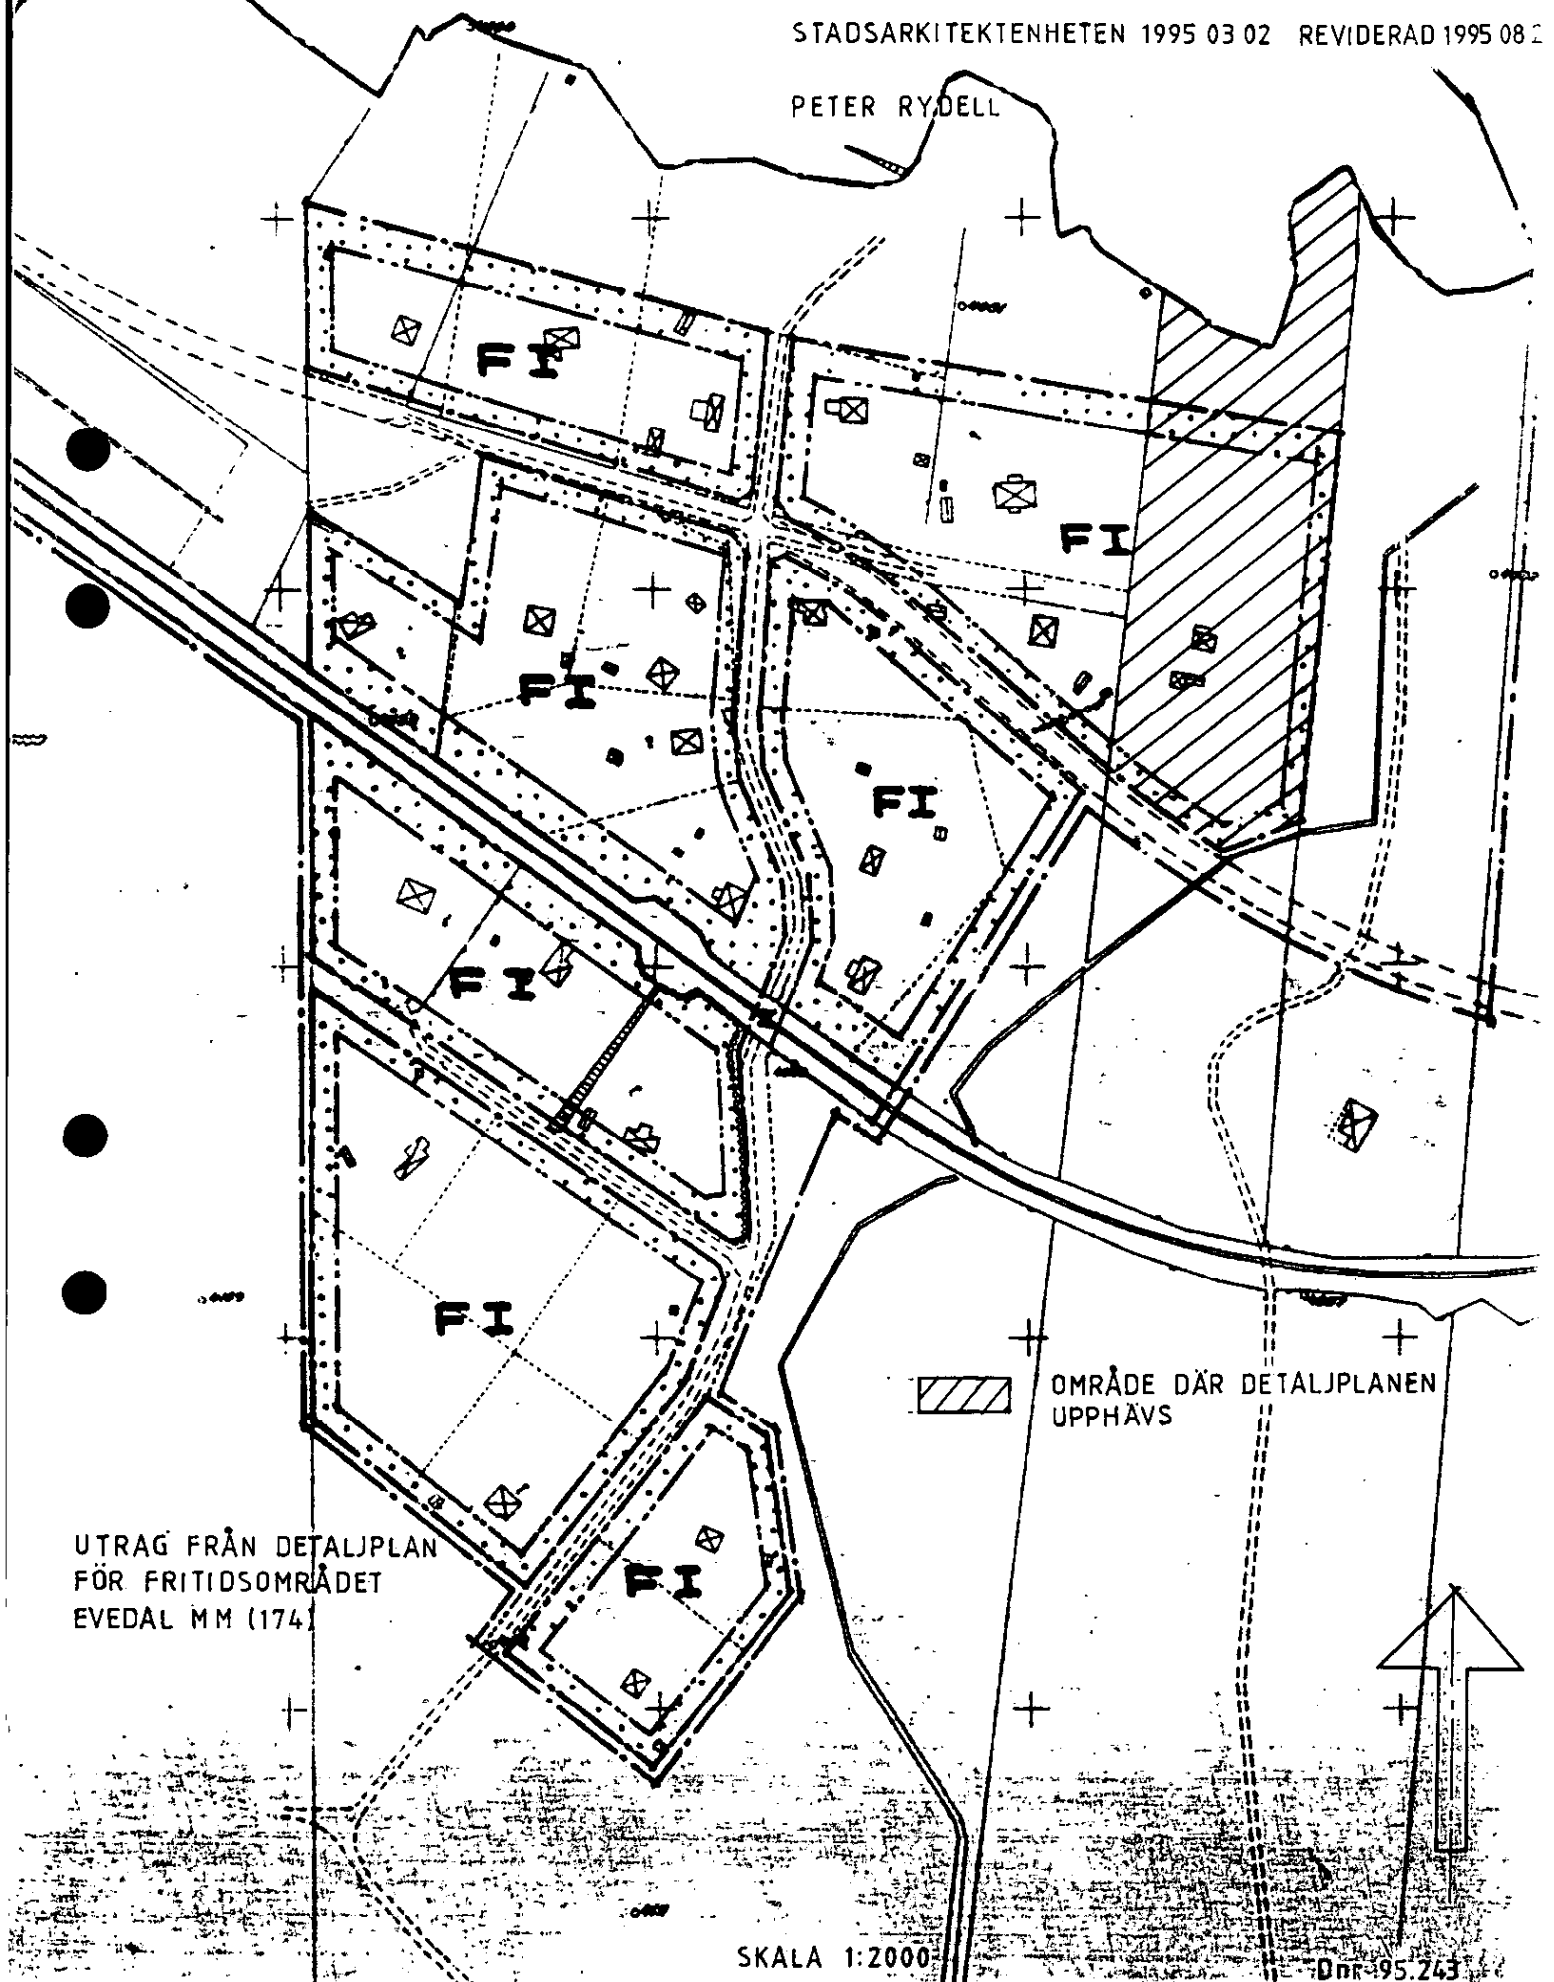 STADSARKITEKTENHETEN 1995 03 02 REVIDERAD 1995 08
PETER RYDELL
FI
FI
FI
FI
FI
FI
FI
OMRÅDE DÄR DETALJPLANEN
UPPHÄVS
UTRAG FRÅN DETALJPLAN
FÖR FRITIDSOMRÅDET
EVEDAL MM (174)
SKALA 1:2000
Dnr 95.243